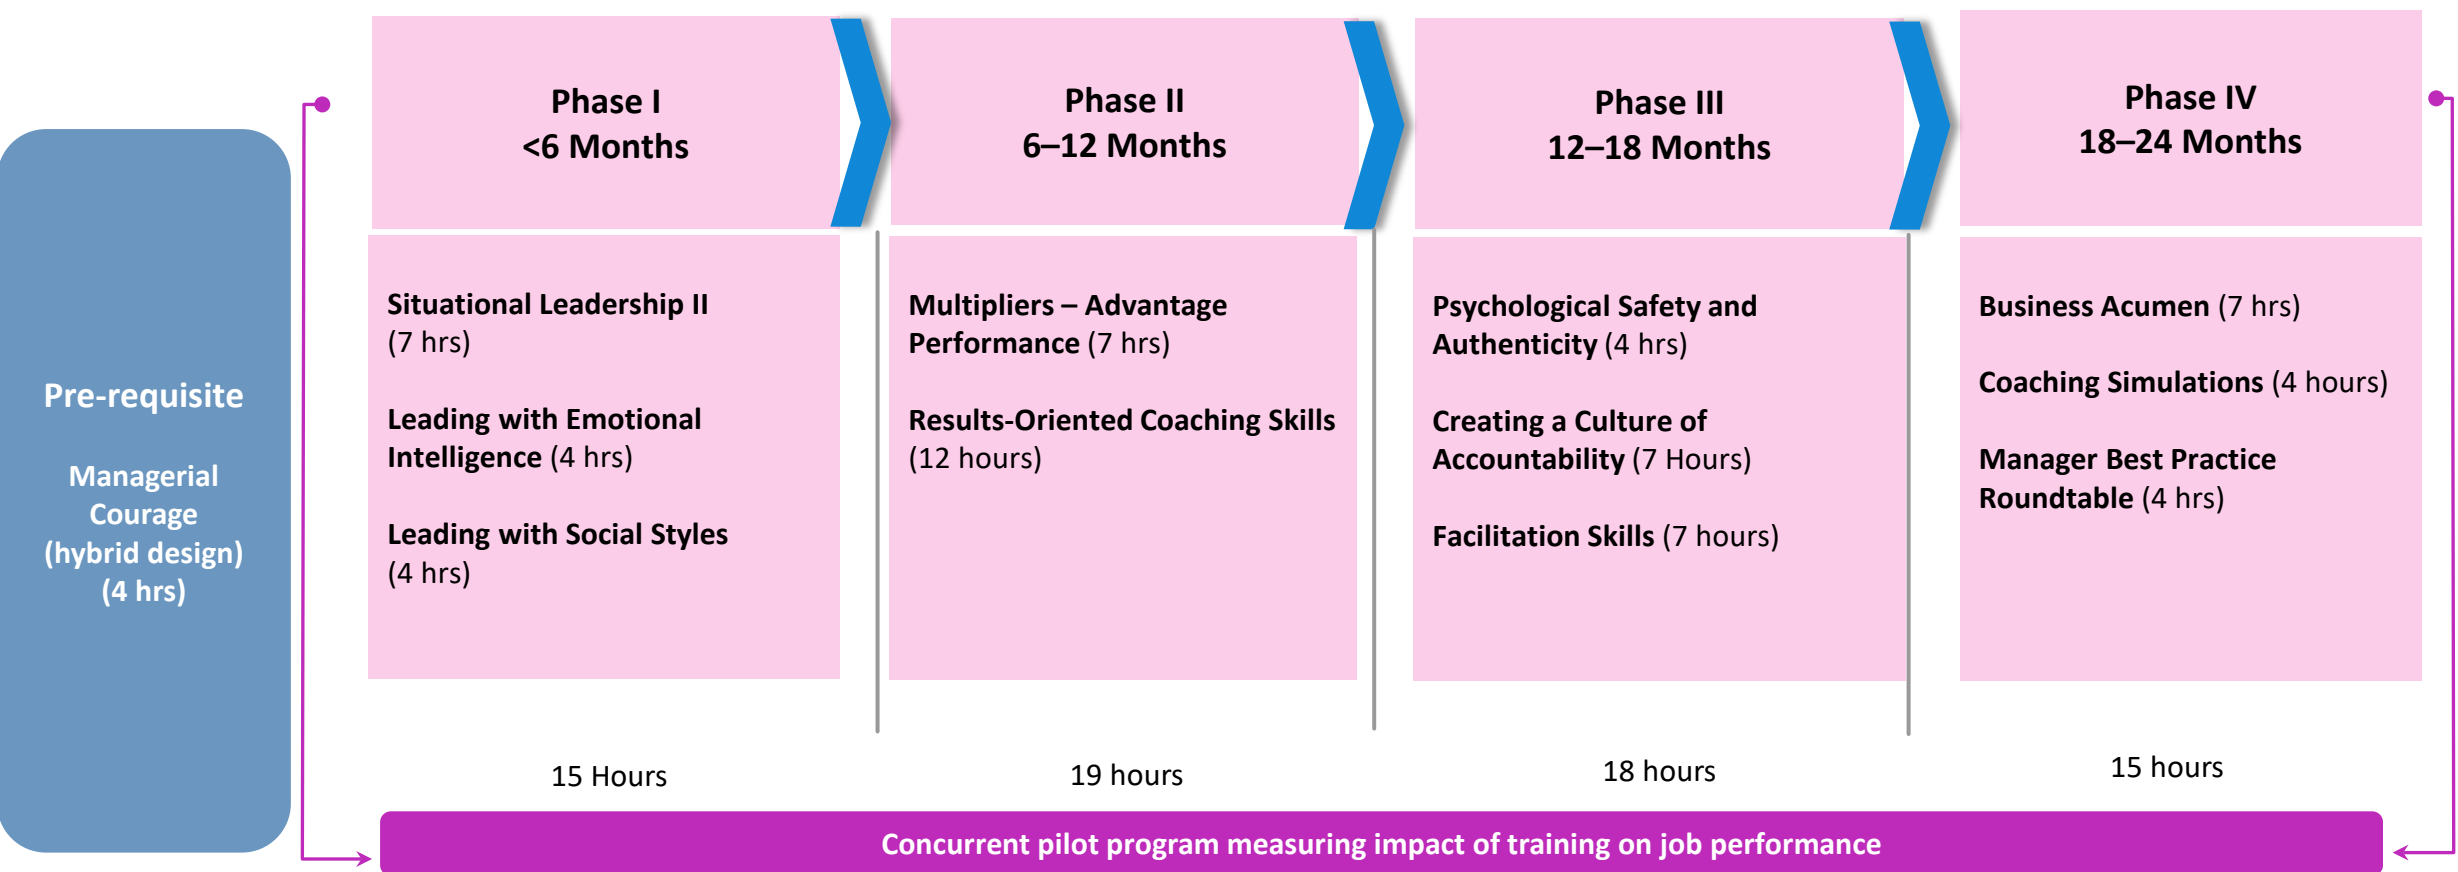 Pre-requisite
Managerial
Courage
(hybrid design)
(4 hrs)
Phase I
<6 Months
Situational Leadership II
(7 hrs)
Leading with Emotional
Intelligence (4 hrs)
Leading with Social Styles
(4 hrs)
15 Hours
Phase II
6–12 Months
Multipliers – Advantage
Performance (7 hrs)
Results-Oriented Coaching Skills
(12 hours)
19 hours
Phase III
12–18 Months
Psychological Safety and
Authenticity (4 hrs)
Creating a Culture of
Accountability (7 Hours)
Facilitation Skills (7 hours)
18 hours
Phase IV
18–24 Months
Business Acumen (7 hrs)
Coaching Simulations (4 hours)
Manager Best Practice
Roundtable (4 hrs)
15 hours
Concurrent pilot program measuring impact of training on job performance